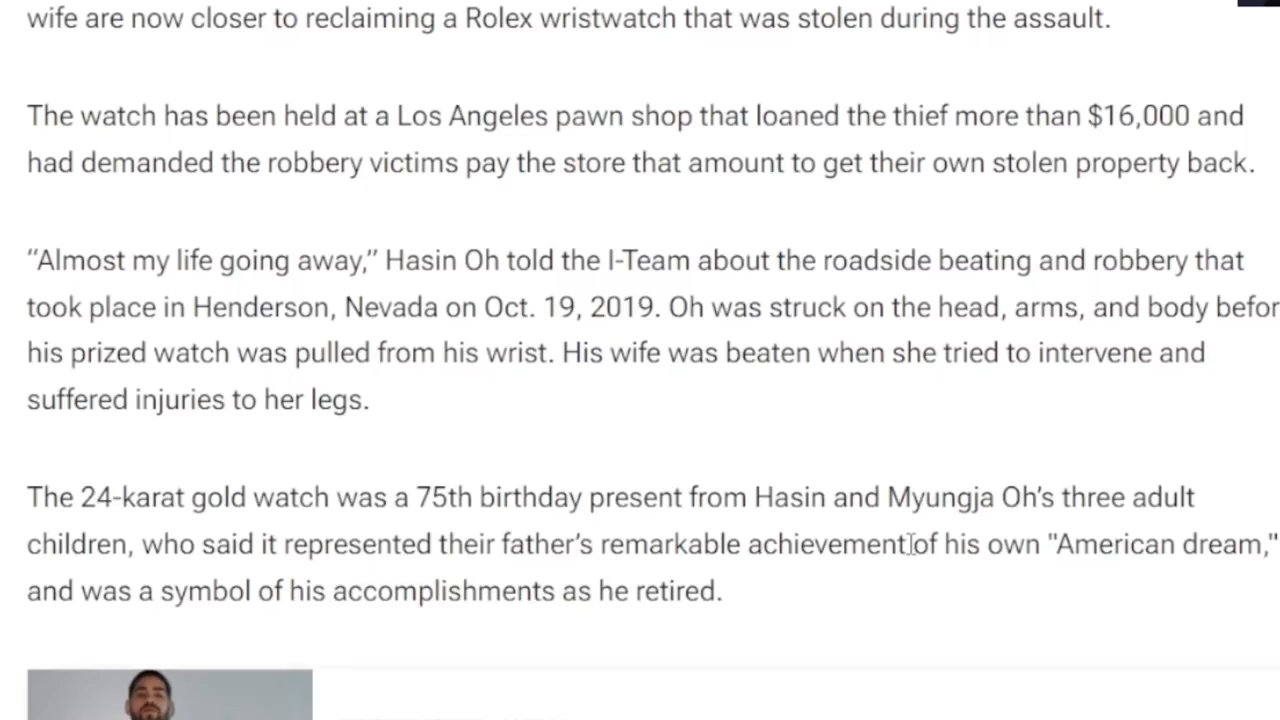 wife are now closer to reclaiming a Rolex wristwatch that was stolen during the assault.
The watch has been held at a Los Angeles pawn shop that loaned the thief more than $16,000 and
had demanded the robbery victims pay the store that amount to get their own stolen property back.
“Almost my life going away,” Hasin Oh told the I-Team about the roadside beating and robbery that
took place in Henderson, Nevada on Oct. 19, 2019. Oh was struck on the head, arms, and body befor
his prized watch was pulled from his wrist. His wife was beaten when she tried to intervene and
suffered injuries to her legs.
The 24-karat gold watch was a 75th birthday present from Hasin and Myungja Oh’s three adult
children, who said it represented their father’s remarkable achievement of his own "American dream,"
and was a symbol of his accomplishments as he retired.